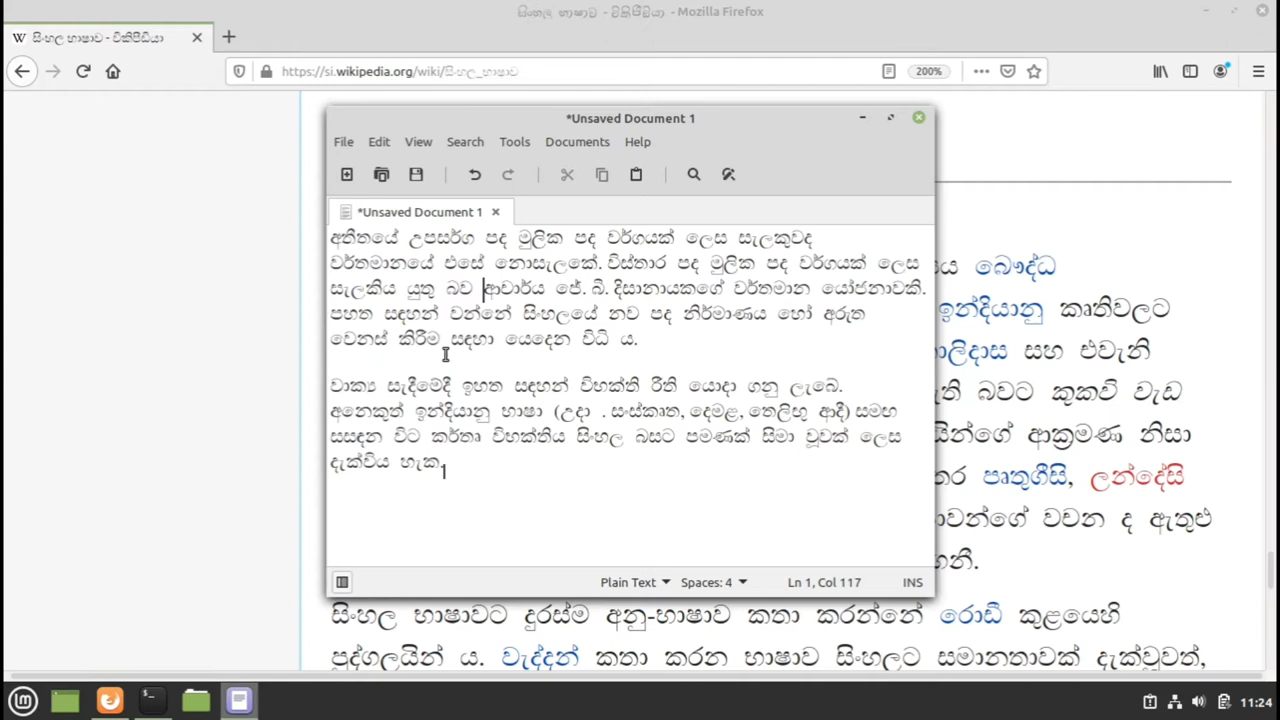 සිංහල භාෂාව - විකිපීඩියා - Mozilla Firefox
W සිංහල භාෂාව - විකිපීඩියා
https://si.wikipedia.org/wiki/සිංහල_භාෂාව
200%
*Unsaved Document 1
File Edit View Search Tools Documents Help
*Unsaved Document 1
අතීතයේ උපසර්ග පද මුලික පද වර්ගයක් ලෙස සැලකුවද
වර්තමානයේ එසේ නොසැලකේ. විස්තාර පද මුලික පද වර්ගයක් ලෙස
සැලකිය යුතු බව ආචාර්ය ජේ. බී. දිසානායකගේ වර්තමාන යෝජනාවකි.
පහත සඳහන් වන්නේ සිංහලයේ නව පද නිර්මාණය හෝ අරුත
වෙනස් කිරීම සඳහා යෙදෙන විධි ය.
වාක්‍ය සැදීමේදී ඉහත සඳහන් විභක්ති රීති යොදා ගනු ලැබේ.
අනෙකුත් ඉන්දියානු භාෂා (උදා . සංස්කෘත, දෙමළ, තෙලිඟු ආදී) සමඟ
සසඳන විට කර්තෘ විභක්තිය සිංහල බසට පමණක් සීමා වූවක් ලෙස
දැක්විය හැක.
Plain Text Spaces: 4 Ln 1, Col 117 INS
ය බෞද්ධ
ඉන්දියානු කෘතිවලට
ාලිදාස සහ එවැනි
ැති බවට කුකවි වැඩ
යින්ගේ ආක්‍රමණ නිසා
තර පෘතුගීසි, ලන්දේසි
ාවන්ගේ වචන ද ඇතුළු
ගනී.
සිංහල භාෂාවට දුරස්ම අනු-භාෂාව කතා කරන්නේ රොඩී කුළයෙහි
පුද්ගලයින් ය. වැද්දන් කතා කරන භාෂාව සිංහලට සමානතාවක් දැක්වූවත්,
11:24